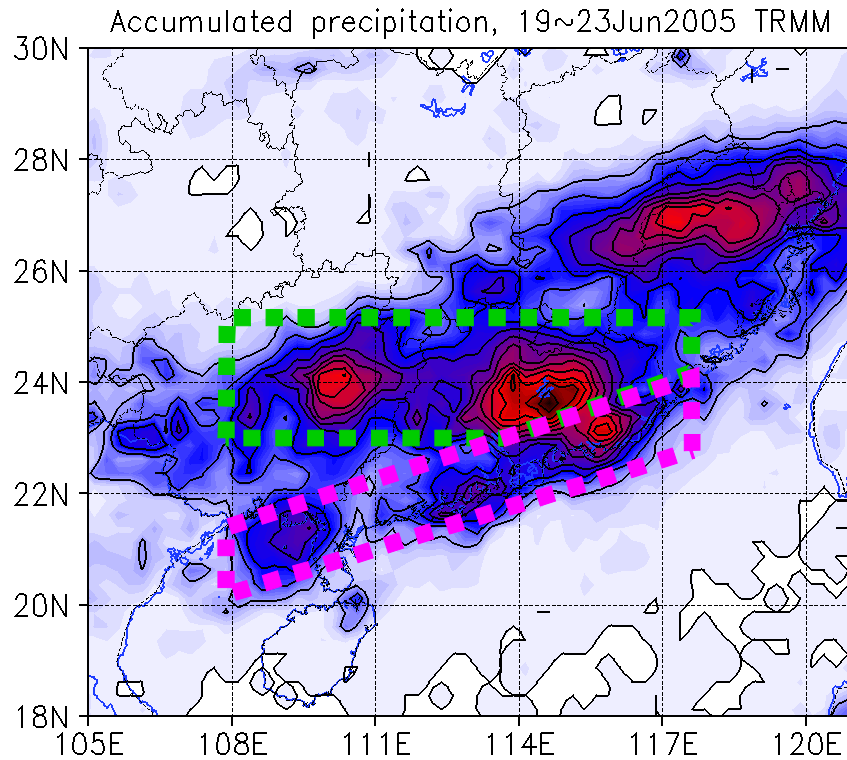 Accumulated precipitation, 19~23Jun2005 TRMM
30N
28N
26N
24N
22N
20N
18N
105E 108E 111E 114E 117E 120E